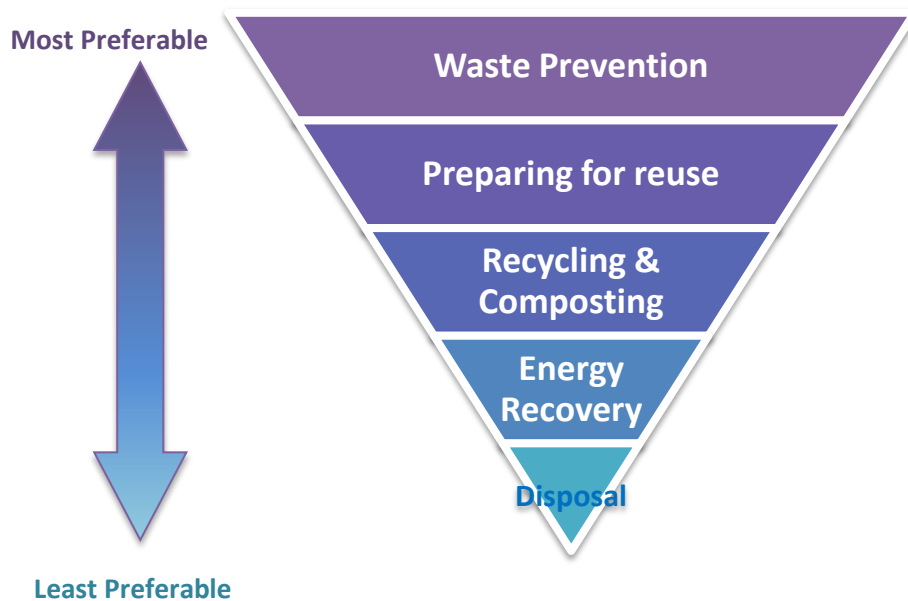 Most Preferable
Waste Prevention
Preparing for reuse
Recycling &
Composting
Energy
Recovery
Disposal
Least Preferable